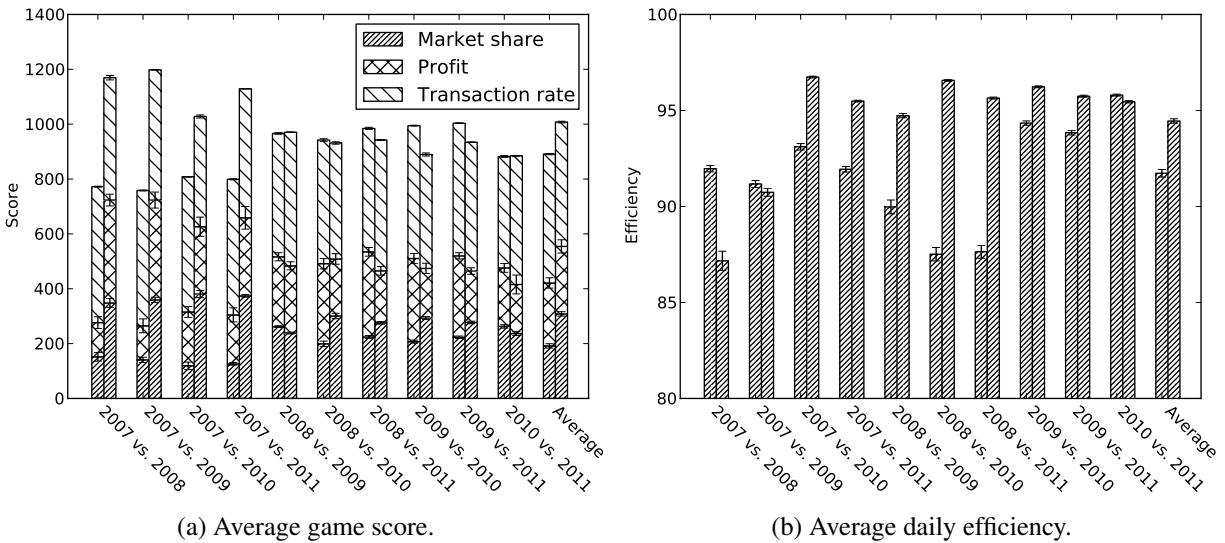 1400
1200
1000
800
600
400
200
0
Score
Market share
Profit
Transaction rate
2007 vs. 2008
2007 vs. 2009
2007 vs. 2010
2007 vs. 2011
2008 vs. 2009
2008 vs. 2010
2008 vs. 2011
2009 vs. 2010
2009 vs. 2011
2010 vs. 2011
Average
(a) Average game score.
100
95
90
85
80
Efficiency
2007 vs. 2008
2007 vs. 2009
2007 vs. 2010
2007 vs. 2011
2008 vs. 2009
2008 vs. 2010
2008 vs. 2011
2009 vs. 2010
2009 vs. 2011
2010 vs. 2011
Average
(b) Average daily efficiency.